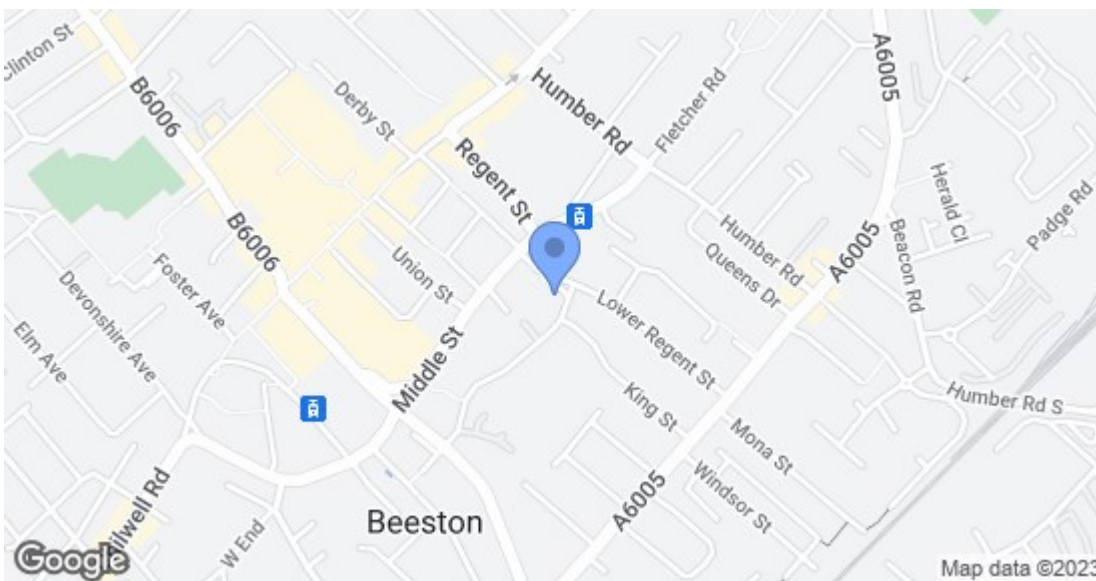 Clinton St
B6006
Derby St
Humber Rd
Fletcher Rd
A6005
Regent St
Herald Cl
Padge Rd
Humber Rd
Beacon Rd
A6005
Queens Dr
B6006
Union St
Foster Ave
Devonshire Ave
Elm Ave
Lower Regent St
Middle St
King St
Humber Rd S
Mona St
Windsor St
A6005
Rd
W End
Beeston
Google
Map data ©2023